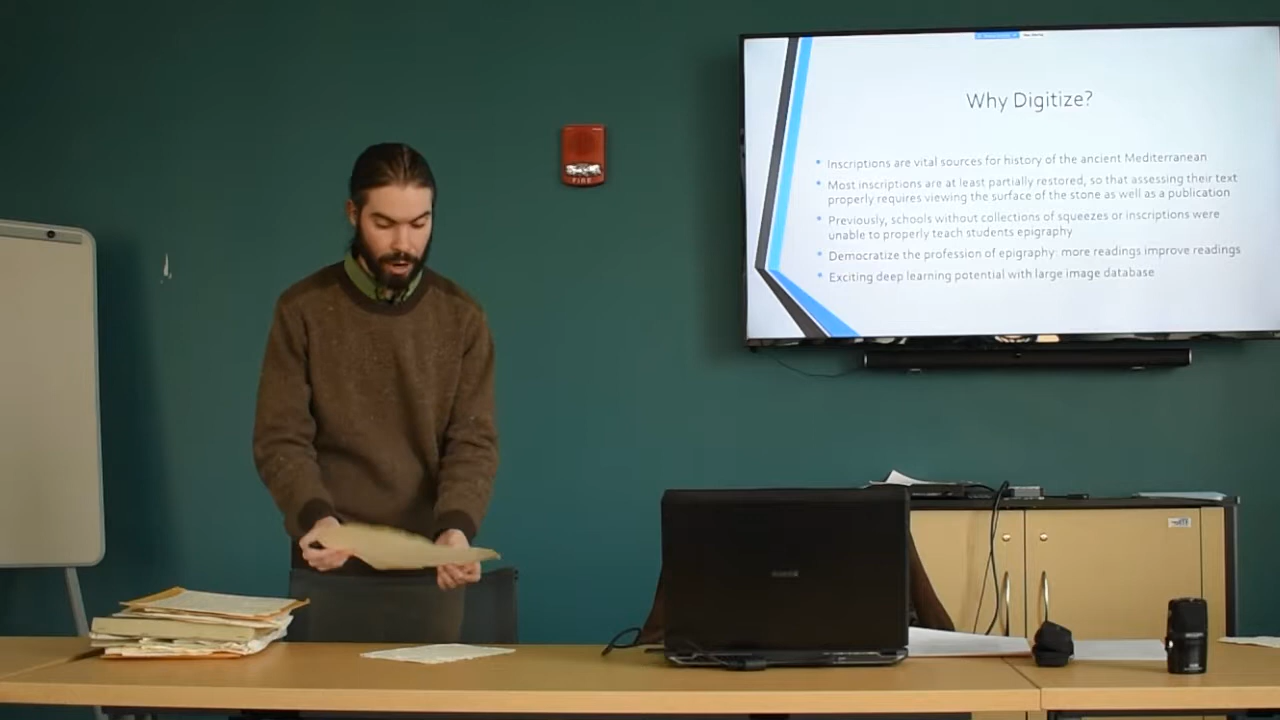 Why Digitize?
• Inscriptions are vital sources for history of the ancient Mediterranean
• Most inscriptions are at least partially restored, so that assessing their text
properly requires viewing the surface of the stone as well as a publication
• Previously, schools without collections of squeezes or inscriptions were
unable to properly teach students epigraphy
• Democratize the profession of epigraphy: more readings improve readings
• Exciting deep learning potential with large image database
FIRE